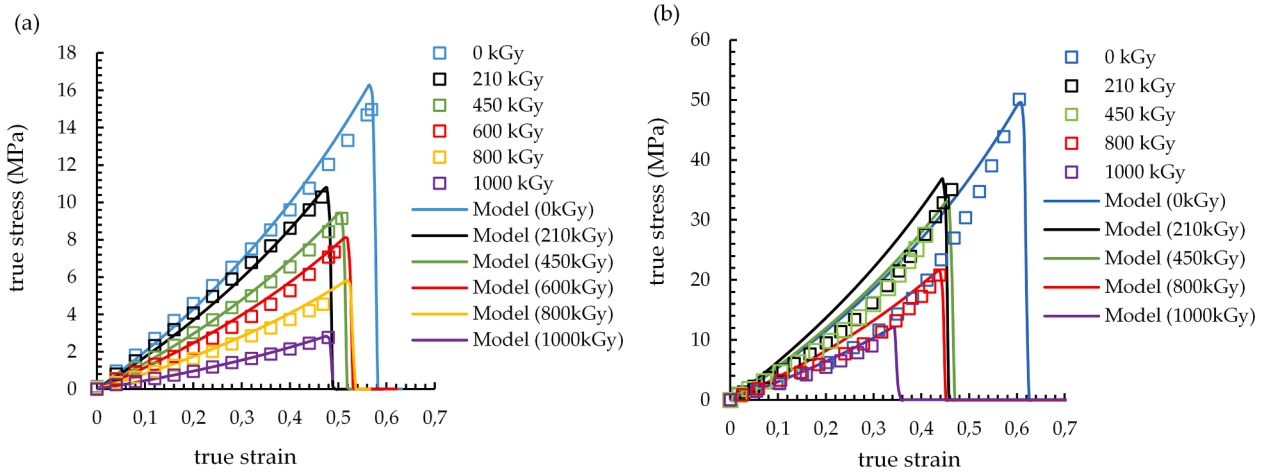 (a)
true stress (MPa)
18
16
14
12
10
8
6
4
2
0
0
0,1
0,2
0,3
0,4
0,5
0,6
0,7
true strain
0 kGy
210 kGy
450 kGy
600 kGy
800 kGy
1000 kGy
Model (0kGy)
Model (210kGy)
Model (450kGy)
Model (600kGy)
Model (800kGy)
Model (1000kGy)
(b)
true stress (MPa)
60
50
40
30
20
10
0
0
0,1
0,2
0,3
0,4
0,5
0,6
0,7
true strain
0 kGy
210 kGy
450 kGy
800 kGy
1000 kGy
Model (0kGy)
Model (210kGy)
Model (450kGy)
Model (800kGy)
Model (1000kGy)